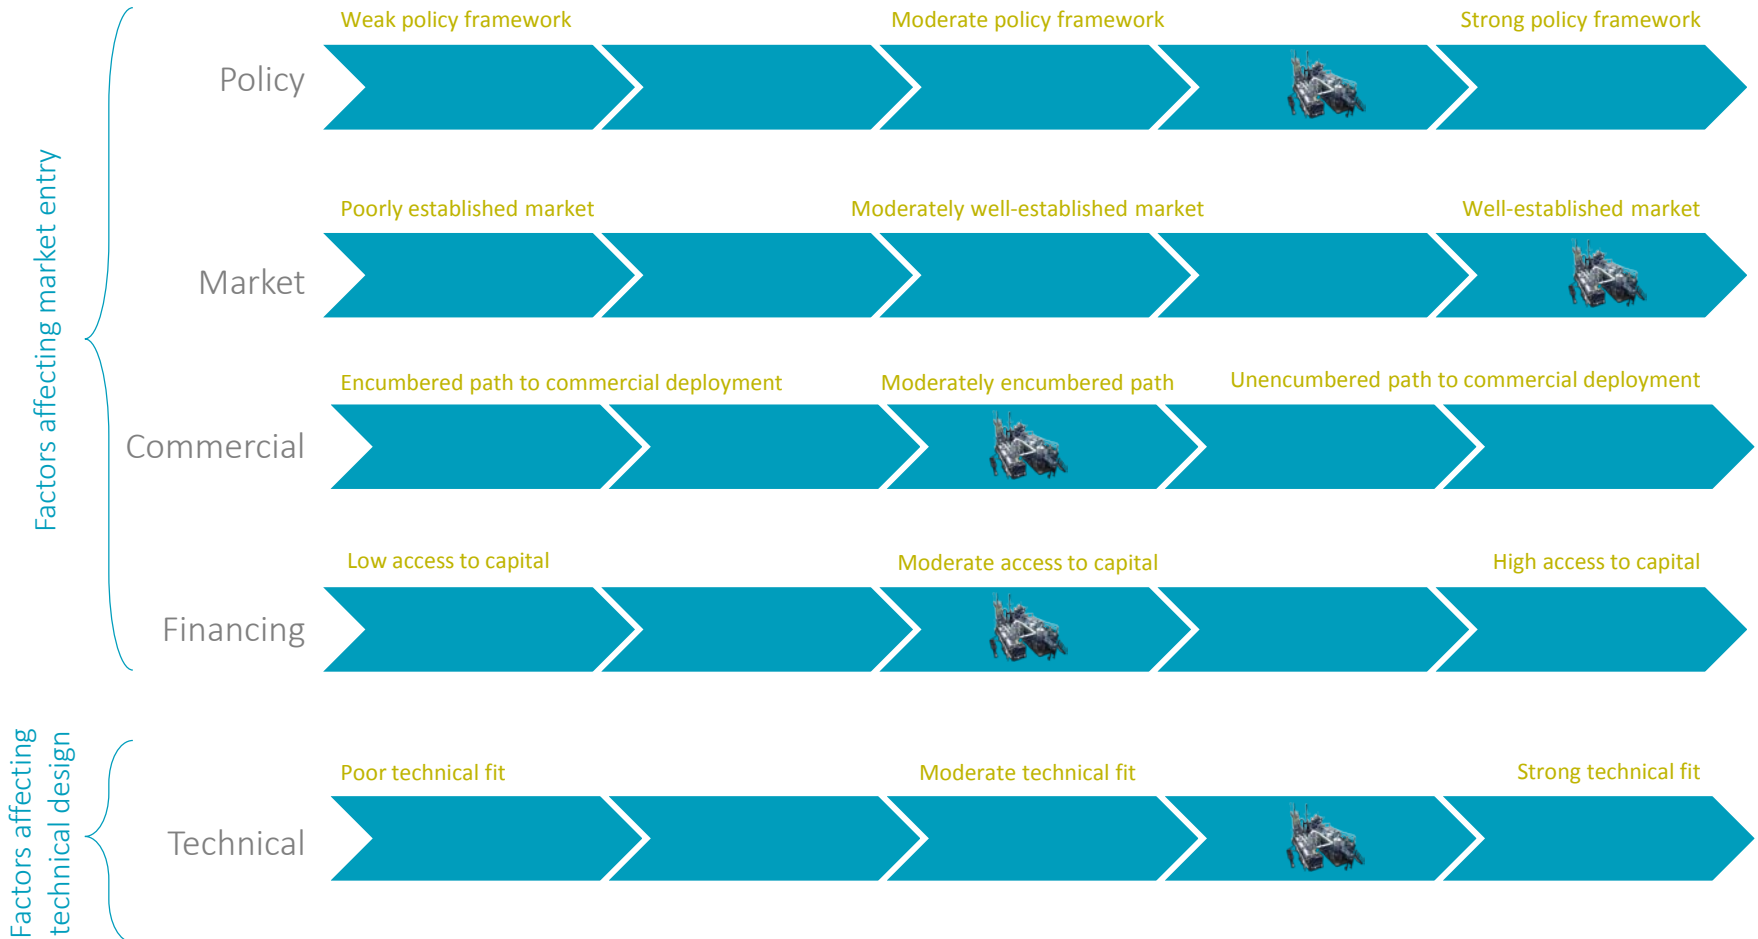 Factors affecting market entry
Weak policy framework
Moderate policy framework
Strong policy framework
Policy
Poorly established market
Moderately well-established market
Well-established market
Market
Encumbered path to commercial deployment
Moderately encumbered path
Unencumbered path to commercial deployment
Commercial
Low access to capital
Moderate access to capital
High access to capital
Financing
Factors affecting
technical design
Poor technical fit
Moderate technical fit
Strong technical fit
Technical